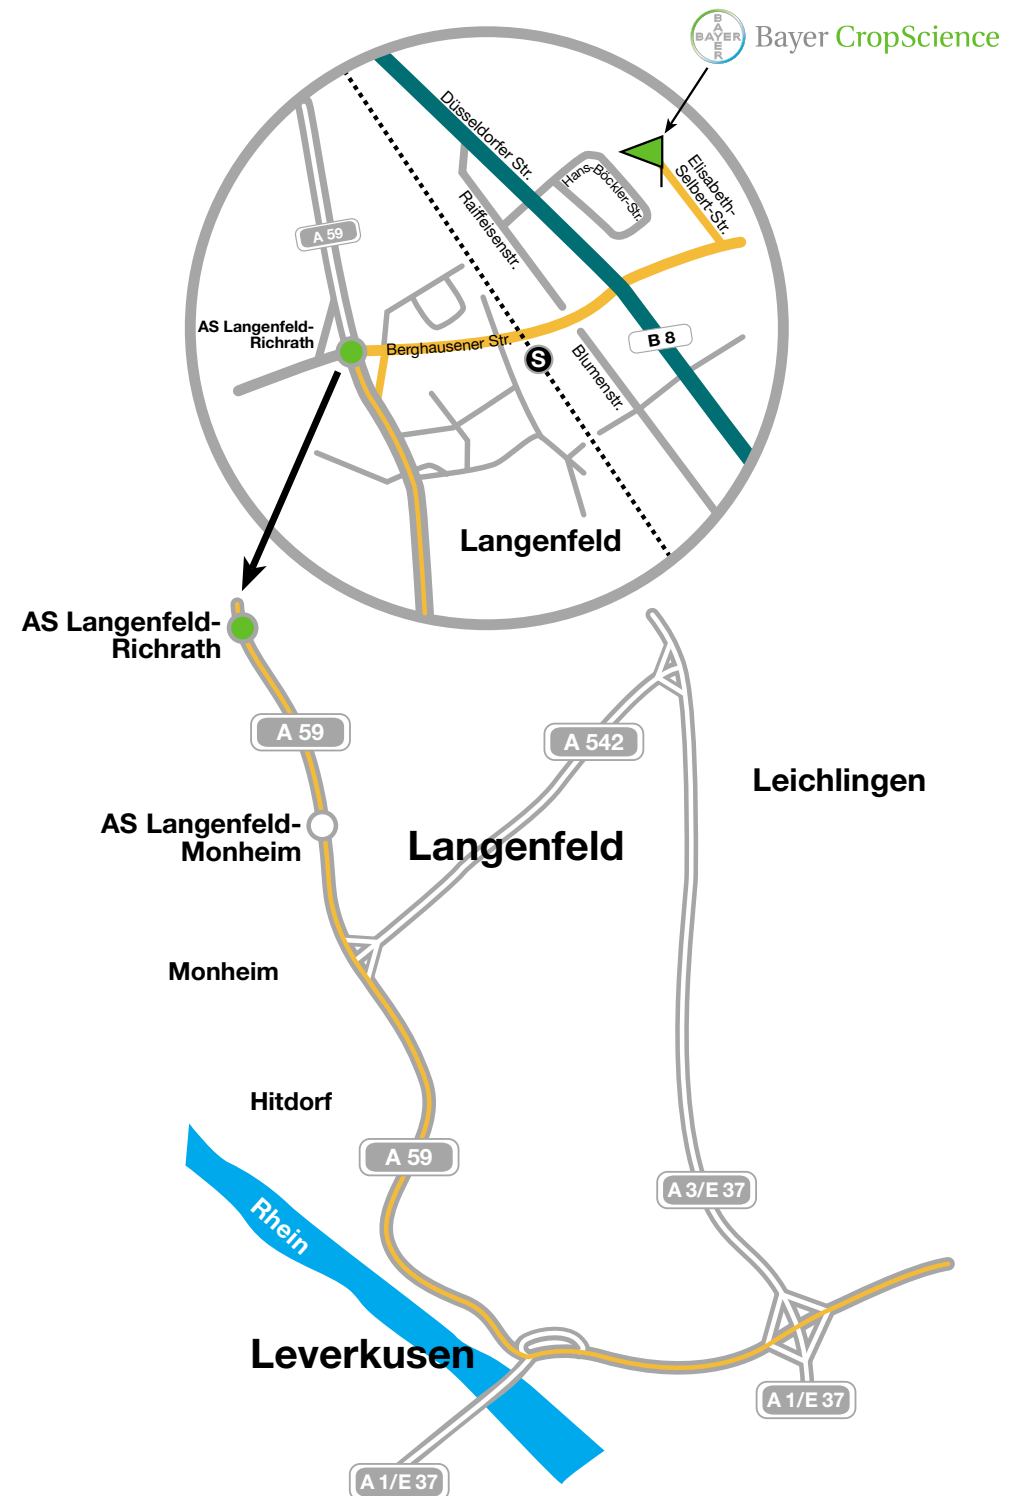 BAYER
BAYER
Bayer CropScience
Düsseldorfer Str.
Hans-Böckler-Str.
Elisabeth-
Selbert-Str.
Raiffeisenstr.
A 59
AS Langenfeld-
Richrath
Berghausener Str.
S
B 8
Blumenstr.
Langenfeld
AS Langenfeld-
Richrath
A 59
A 542
Leichlingen
AS Langenfeld-
Monheim
Langenfeld
Monheim
Hitdorf
A 59
A 3/E 37
Rhein
Leverkusen
A 1/E 37
A 1/E 37